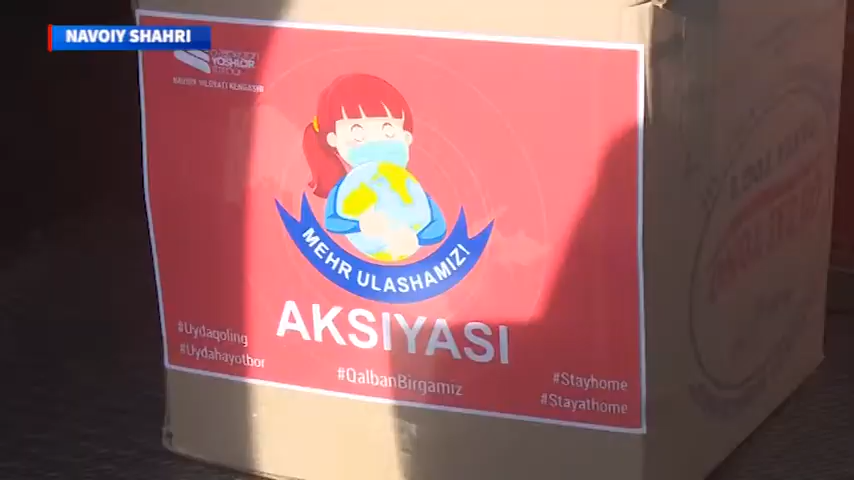 NAVOIY SHAHRI
YOSHLAR
MEHR ULASHAMIZ!
AKSIYASI
#Uydaqoling
#Uydahayotbor
#QalbanBirgamiz
#Stayhome
#Stayathome